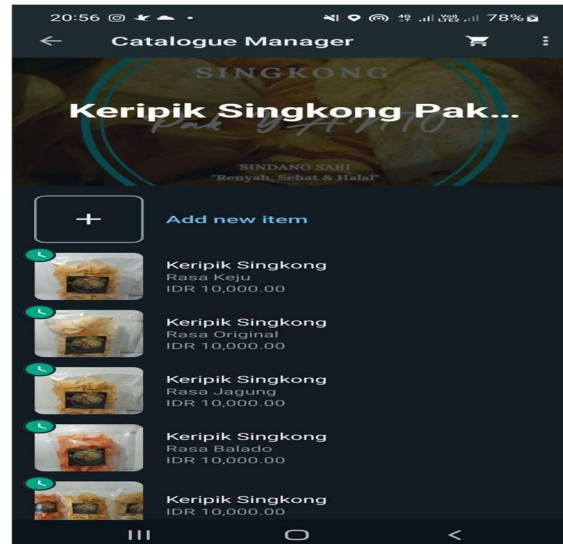 20:56
78%
Catalogue Manager
SINGKONG
Keripik Singkong Pak...
Pak YANTO
SINDANG SARI
"Renyah, Sehat & Halal"
Add new item
Keripik Singkong
Rasa Keju
IDR 10,000.00
Keripik Singkong
Rasa Original
IDR 10,000.00
Keripik Singkong
Rasa Jagung
IDR 10,000.00
Keripik Singkong
Rasa Balado
IDR 10,000.00
Keripik Singkong
IDR 10,000.00